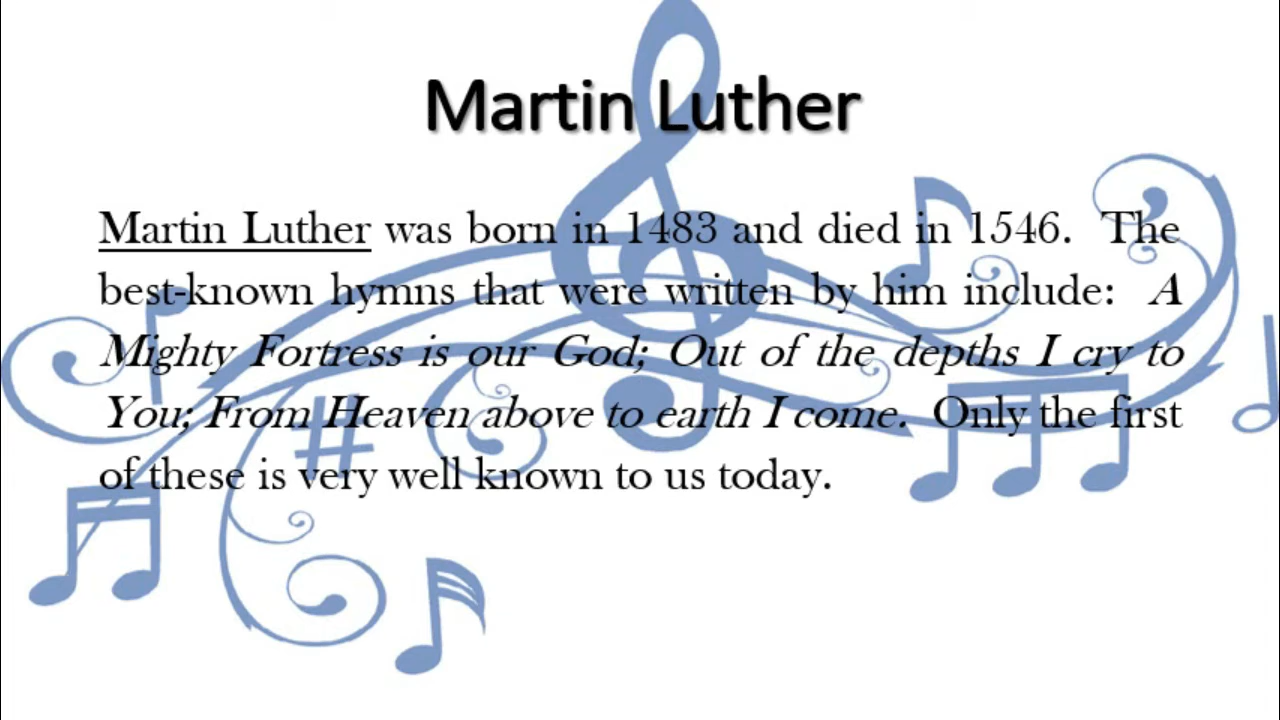 Martin Luther
Martin Luther was born in 1483 and died in 1546. The
best-known hymns that were written by him include: A
Mighty Fortress is our God; Out of the depths I cry to
You; From Heaven above to earth I come. Only the first
of these is very well known to us today.